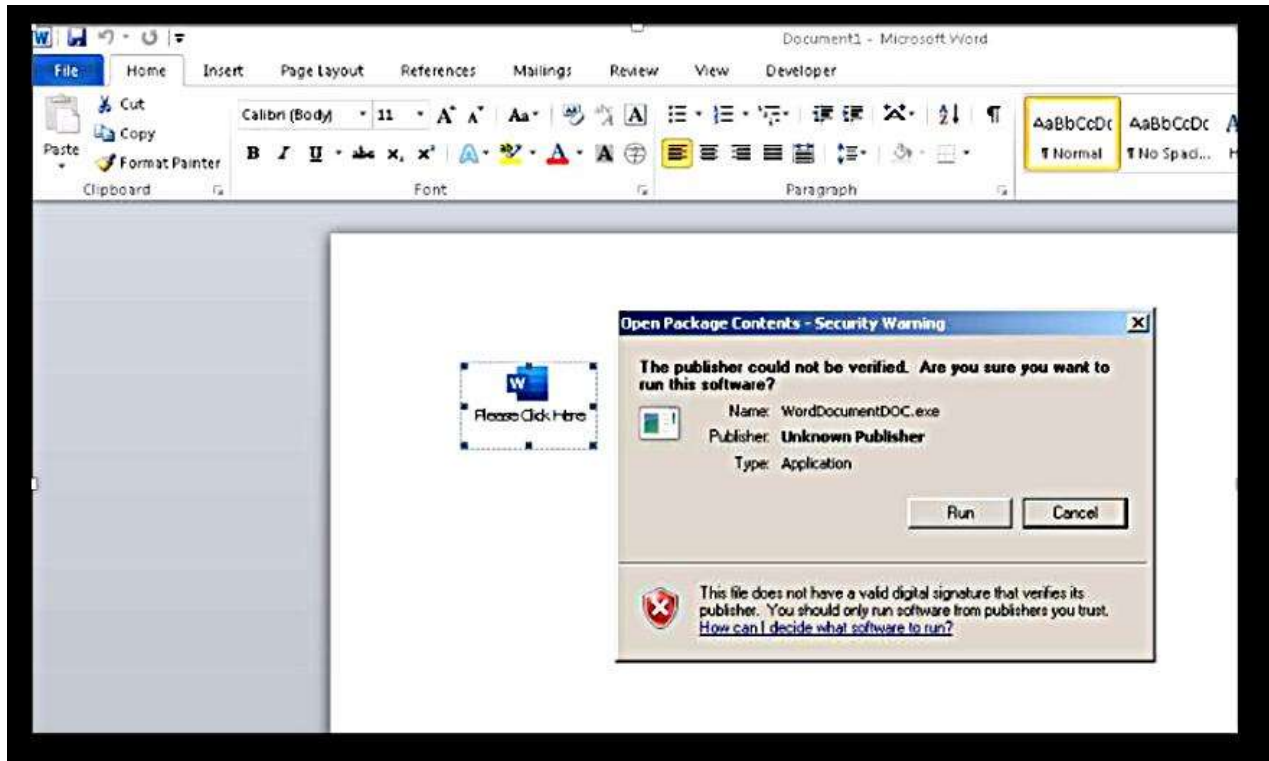 W
Document1 - Microsoft Word
File Home Insert Page Layout References Mailings Review View Developer
Cut
Copy
Paste
Format Painter
Clipboard
Calibri (Body) 11 A A Aa A
B I U abc x, x² A A A
Font
Paragraph
AaBbCcDc AaBbCcDc
¶ Normal ¶ No Spaci...
W
Please Click Here
Open Package Contents - Security Warning
The publisher could not be verified. Are you sure you want to
run this software?
Name: WordDocumentDOC.exe
Publisher: Unknown Publisher
Type: Application
Run Cancel
This file does not have a valid digital signature that verifies its
publisher. You should only run software from publishers you trust.
How can I decide what software to run?